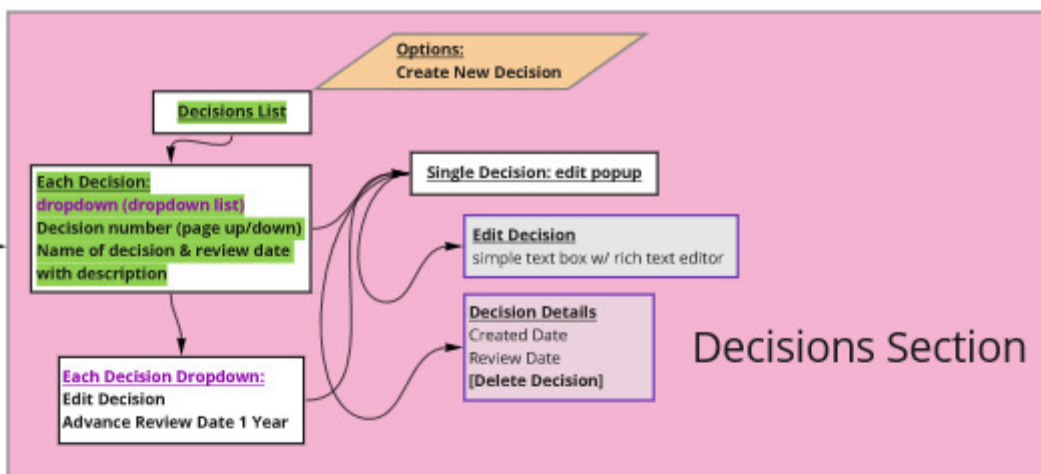 Options:
Create New Decision
Decisions List
Each Decision:
dropdown (dropdown list)
Decision number (page up/down)
Name of decision & review date
with description
Single Decision: edit popup
Edit Decision
simple text box w/ rich text editor
Decision Details
Created Date
Review Date
[Delete Decision]
Each Decision Dropdown:
Edit Decision
Advance Review Date 1 Year
Decisions Section